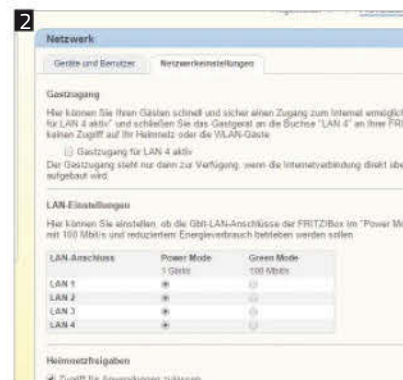 2
Netzwerk
Geräte und Benutzer Netzwerkeinstellungen
Gastzugang
Hier können Sie Ihren Gästen schnell und sicher einen Zugang zum Internet ermöglich
für LAN 4 aktiv" und schließen Sie das Gastgerät an die Buchse "LAN 4" an Ihrer FRI
keinen Zugriff auf Ihr Heimnetz oder die WLAN-Gäste
Gastzugang für LAN 4 aktiv
Der Gastzugang steht nur dann zur Verfügung, wenn die Internetverbindung direkt übe
aufgebaut wird.
LAN-Einstellungen
Hier können Sie einstellen, ob die Gbit-LAN-Anschlüsse der FRITZ!Box im "Power Mo
mit 100 Mbit/s und reduziertem Energieverbrauch betrieben werden sollen
LAN-Anschluss Power Mode Green Mode
1 Gbit/s 100 Mbit/s
LAN 1
LAN 2
LAN 3
LAN 4
Heimnetzfreigaben
Zugriff für Anwendungen zulassen